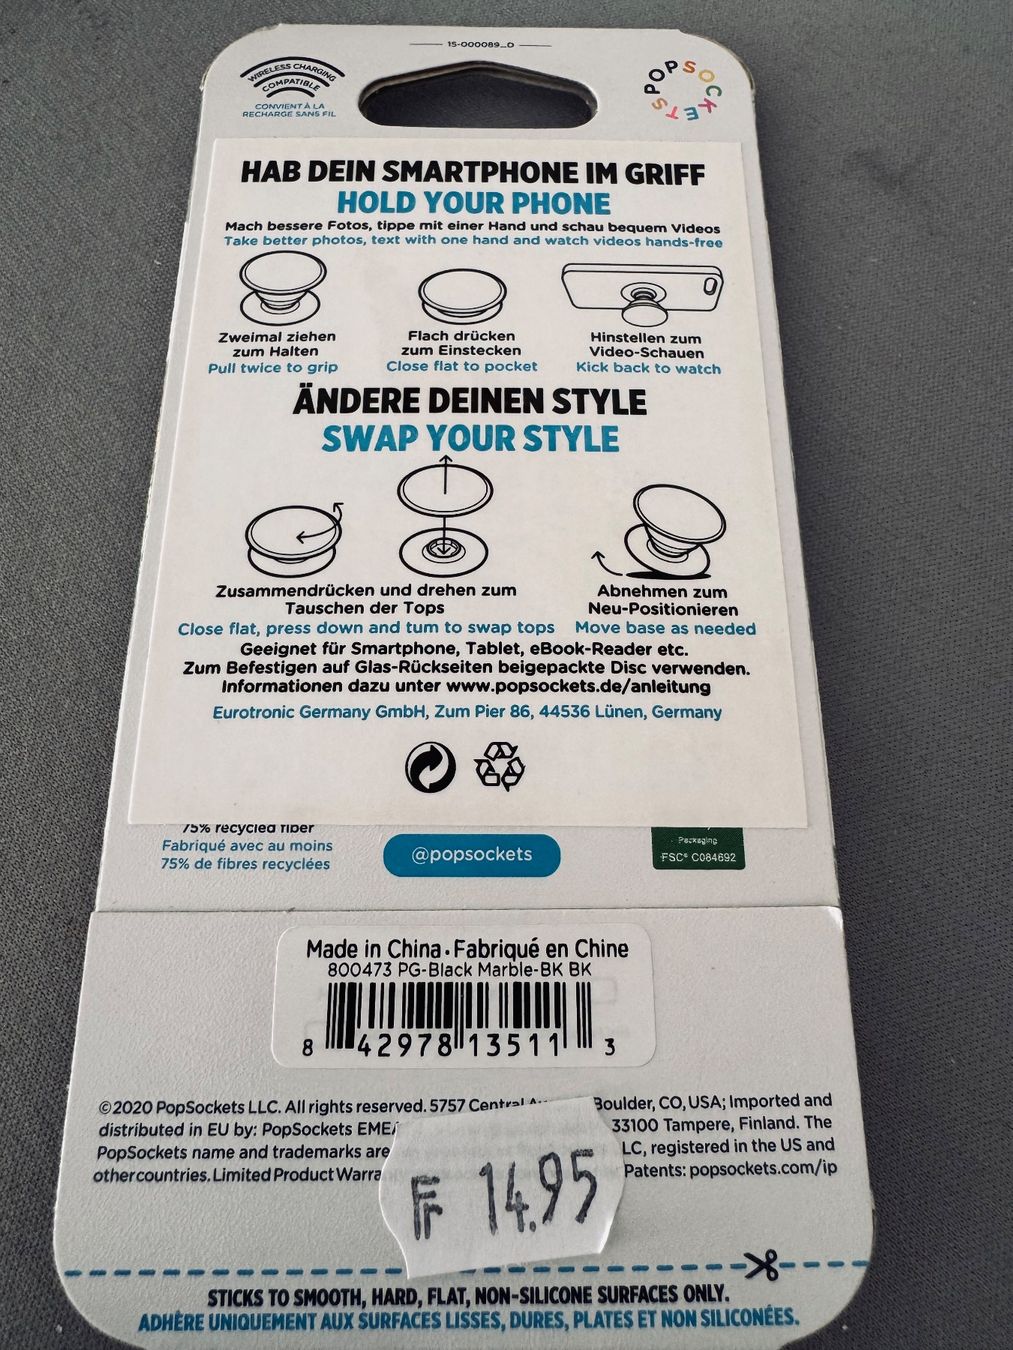 15-000089_D
WIRELESS CHARGING
COMPATIBLE
CONVIENT À LA
RECHARGE SANS FIL
POPSOCKETS
HAB DEIN SMARTPHONE IM GRIFF
HOLD YOUR PHONE
Mach bessere Fotos, tippe mit einer Hand und schau bequem Videos
Take better photos, text with one hand and watch videos hands-free
Zweimal ziehen
zum Halten
Pull twice to grip
Flach drücken
zum Einstecken
Close flat to pocket
Hinstellen zum
Video-Schauen
Kick back to watch
ÄNDERE DEINEN STYLE
SWAP YOUR STYLE
Zusammendrücken und drehen zum
Tauschen der Tops
Close flat, press down and tum to swap tops
Abnehmen zum
Neu-Positionieren
Move base as needed
Geeignet für Smartphone, Tablet, eBook-Reader etc.
Zum Befestigen auf Glas-Rückseiten beigepackte Disc verwenden.
Informationen dazu unter www.popsockets.de/anleitung
Eurotronic Germany GmbH, Zum Pier 86, 44536 Lünen, Germany
75% recycled fiber
Fabriqué avec au moins
75% de fibres recyclées
@popsockets
Packaging
FSC® C084692
Made in China · Fabriqué en Chine
800473 PG-Black Marble-BK BK
8 42978 13511 3
©2020 PopSockets LLC. All rights reserved. 5757 Central Boulder, CO, USA; Imported and
distributed in EU by: PopSockets EMEA 33100 Tampere, Finland. The
PopSockets name and trademarks are LC, registered in the US and
other countries. Limited Product Warra Patents: popsockets.com/ip
FF 14.95
STICKS TO SMOOTH, HARD, FLAT, NON-SILICONE SURFACES ONLY.
ADHÈRE UNIQUEMENT AUX SURFACES LISSES, DURES, PLATES ET NON SILICONÉES.